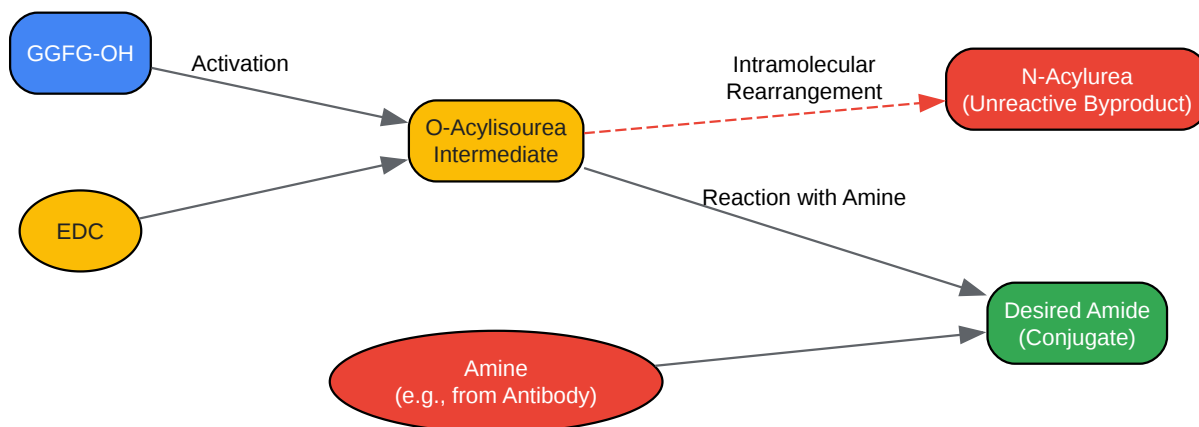 GGFG-OH
Activation
EDC
O-Acylisourea
Intermediate
Intramolecular
Rearrangement
N-Acylurea
(Unreactive Byproduct)
Reaction with Amine
Amine
(e.g., from Antibody)
Desired Amide
(Conjugate)